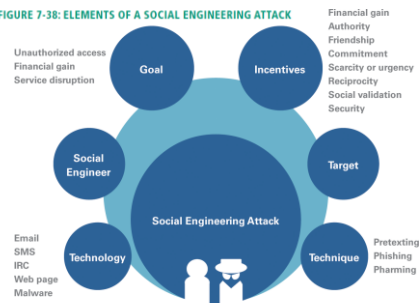 FIGURE 7-38: ELEMENTS OF A SOCIAL ENGINEERING ATTACK
Unauthorized access
Financial gain
Service disruption
Goal
Incentives
Financial gain
Authority
Friendship
Commitment
Scarcity or urgency
Reciprocity
Social validation
Security
Social
Engineer
Target
Social Engineering Attack
Email
SMS
IRC
Web page
Malware
Technology
Technique
Pretexting
Phishing
Pharming